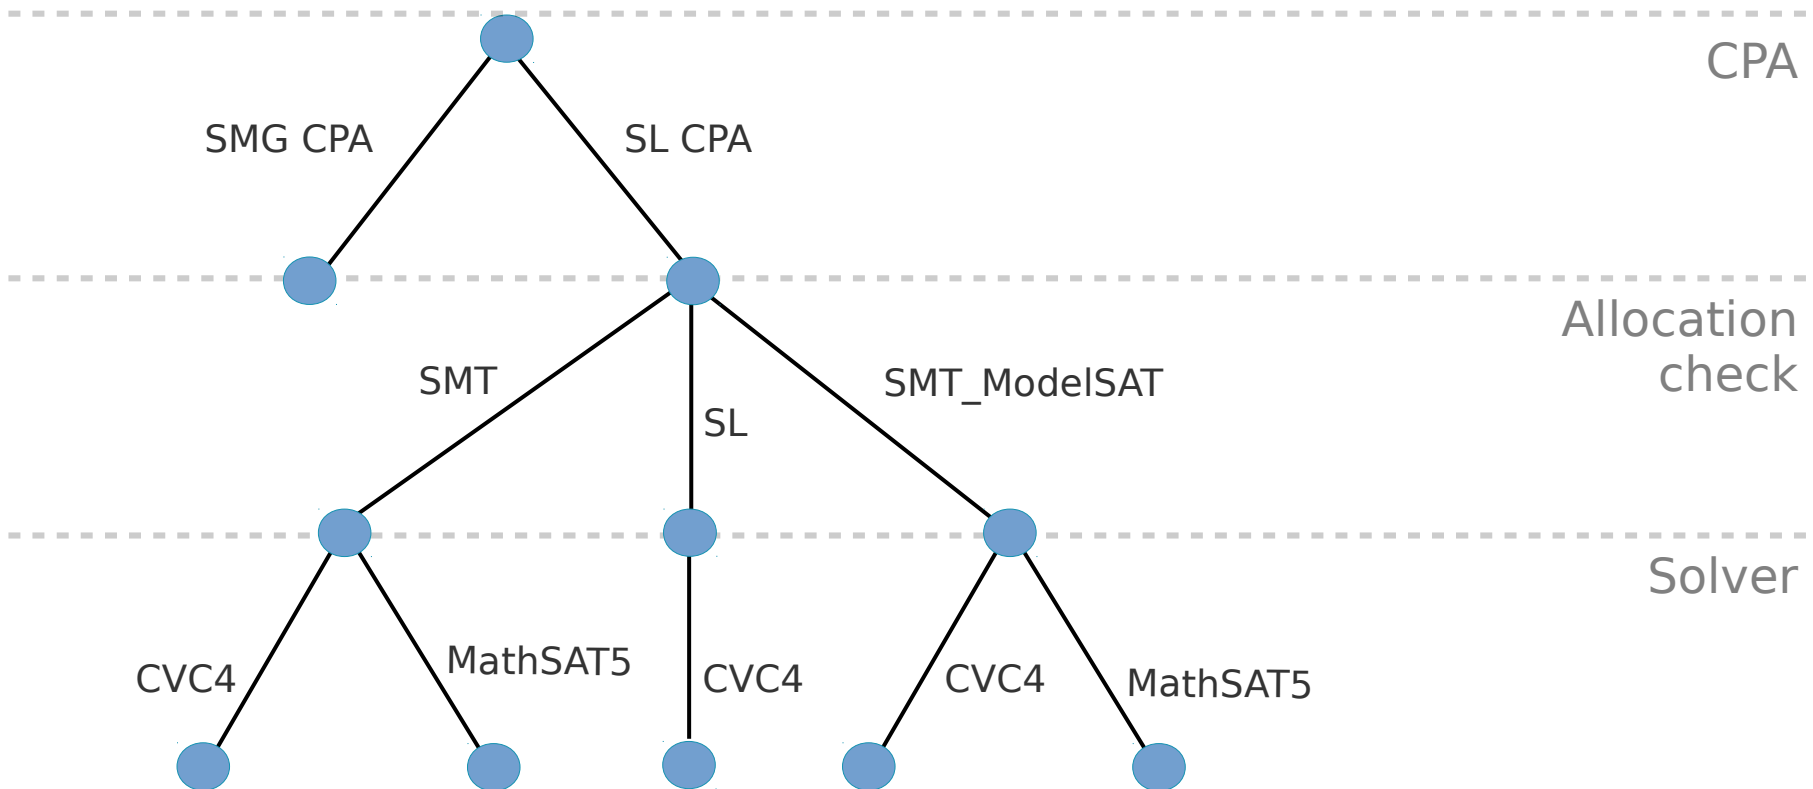 CPA
SMG CPA
SL CPA
Allocation
check
SMT
SMT_ModelSAT
SL
Solver
MathSAT5
CVC4
CVC4
CVC4
MathSAT5